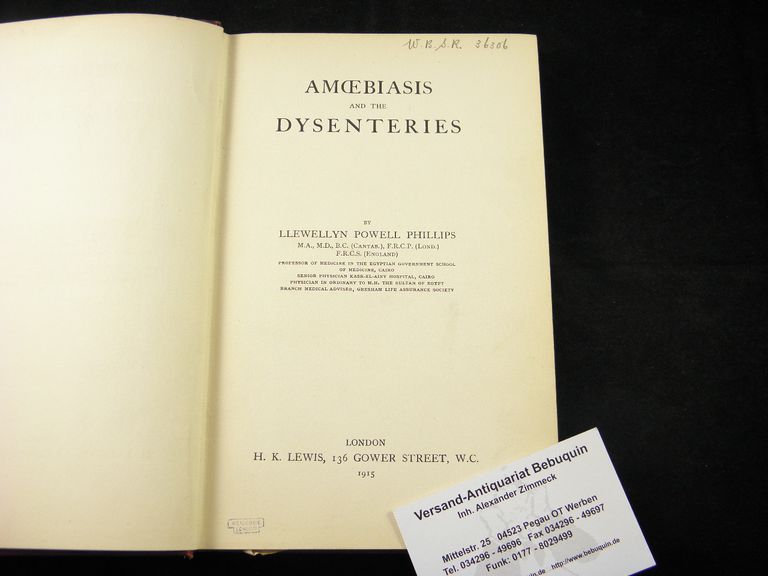 W. B. S. R. 36306
AMŒBIASIS
AND THE
DYSENTERIES
BY
LLEWELLYN POWELL PHILLIPS
M.A., M.D., B.C. (CANTAB.), F.R.C.P. (LOND.)
F.R.C.S. (ENGLAND)
PROFESSOR OF MEDICINE IN THE EGYPTIAN GOVERNMENT SCHOOL
OF MEDICINE, CAIRO
SENIOR PHYSICIAN KASR-EL-AINY HOSPITAL, CAIRO
PHYSICIAN IN ORDINARY TO H.H. THE SULTAN OF EGYPT
BRANCH MEDICAL ADVISER, GRESHAM LIFE ASSURANCE SOCIETY
LONDON
H. K. LEWIS, 136 GOWER STREET, W.C.
1915
Versand-Antiquariat Bebuquin
Inh. Alexander Zimmeck
Mittelstr. 25 04523 Pegau OT Werben
Tel. 034296 - 49696 Fax 034296 - 49697
Funk: 0177 - 8029499
quin.de http://www.bebuquin.de